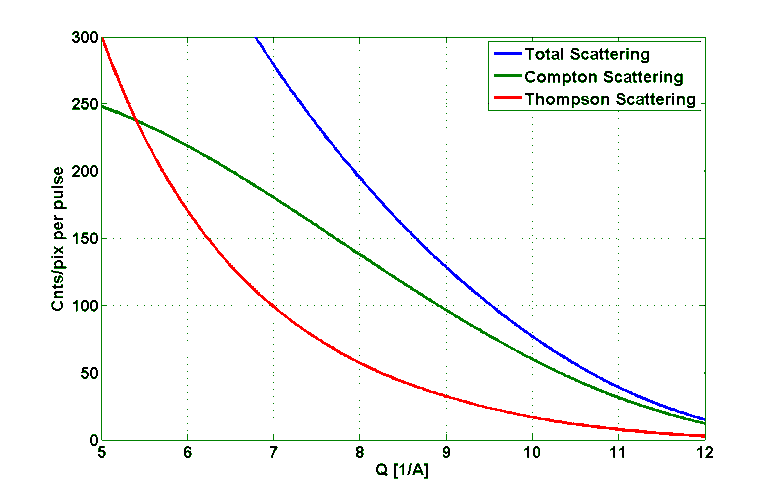 300
250
200
150
100
50
0
Cnts/pix per pulse
Total Scattering
Compton Scattering
Thompson Scattering
5 6 7 8 9 10 11 12
Q [1/A]